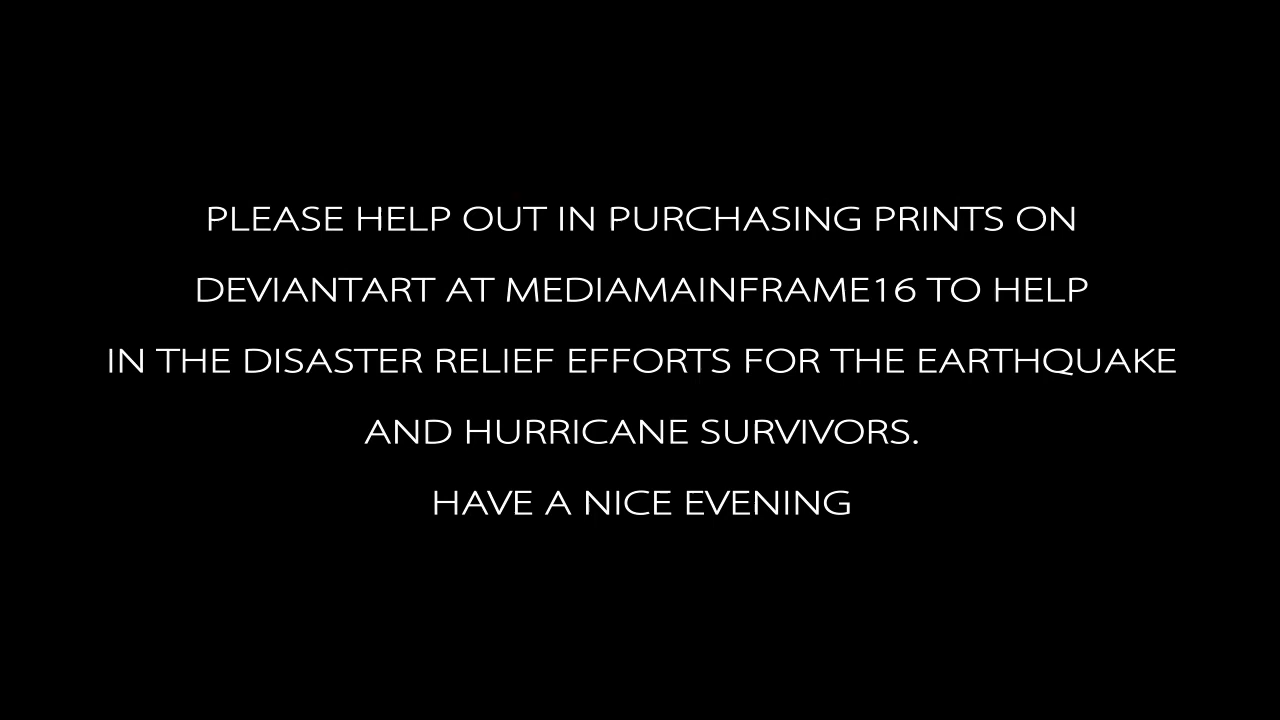 PLEASE HELP OUT IN PURCHASING PRINTS ON
DEVIANTART AT MEDIAMAINFRAME16 TO HELP
IN THE DISASTER RELIEF EFFORTS FOR THE EARTHQUAKE
AND HURRICANE SURVIVORS.
HAVE A NICE EVENING